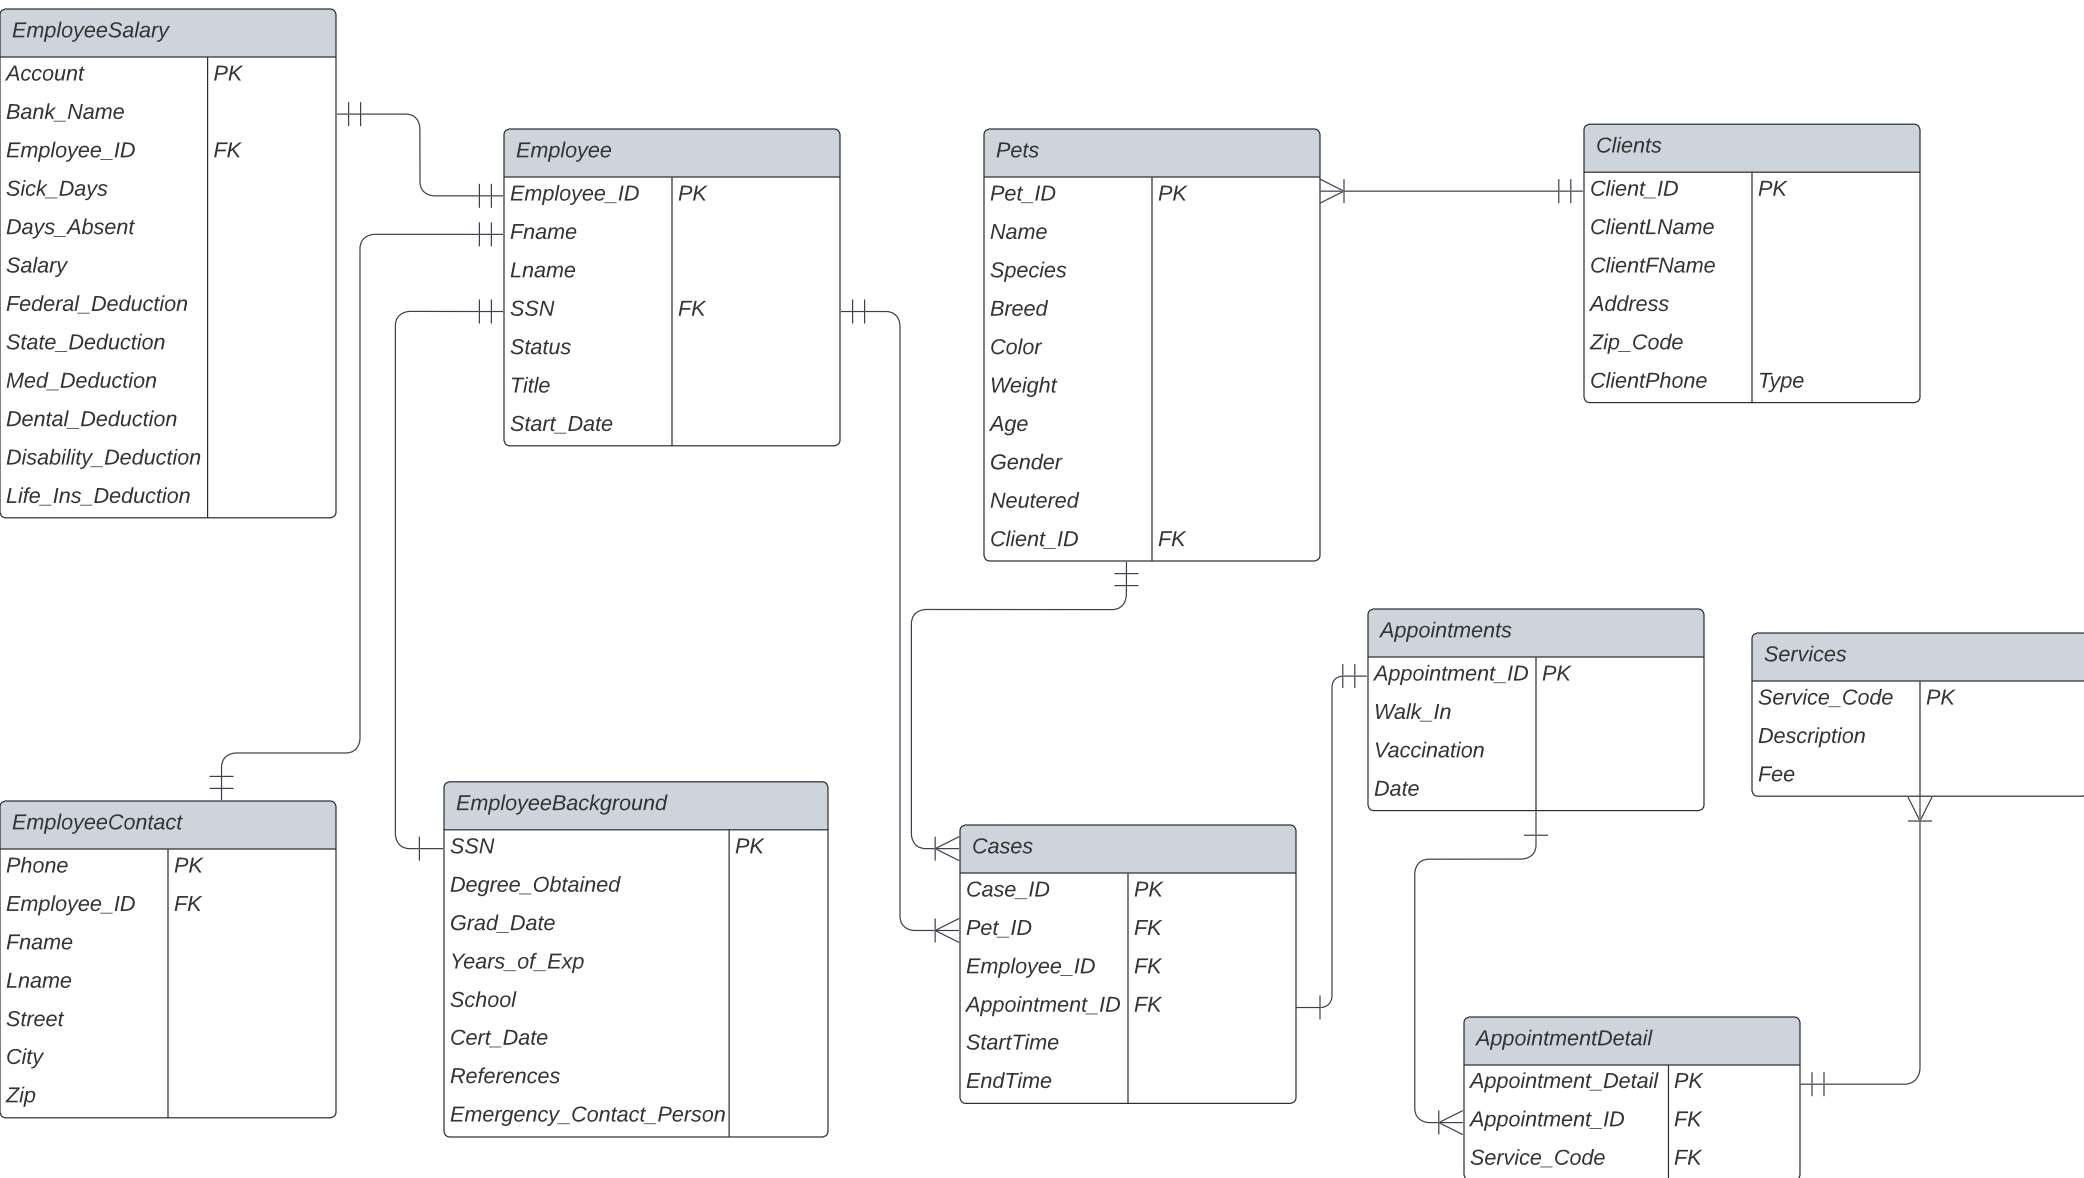 EmployeeSalary
Account PK
Bank_Name
Employee_ID FK
Sick_Days
Days_Absent
Salary
Federal_Deduction
State_Deduction
Med_Deduction
Dental_Deduction
Disability_Deduction
Life_Ins_Deduction
Employee
Employee_ID PK
Fname
Lname
SSN FK
Status
Title
Start_Date
Pets
Pet_ID PK
Name
Species
Breed
Color
Weight
Age
Gender
Neutered
Client_ID FK
Clients
Client_ID PK
ClientLName
ClientFName
Address
Zip_Code
ClientPhone Type
Appointments
Appointment_ID PK
Walk_In
Vaccination
Date
Services
Service_Code PK
Description
Fee
EmployeeContact
Phone PK
Employee_ID FK
Fname
Lname
Street
City
Zip
EmployeeBackground
SSN PK
Degree_Obtained
Grad_Date
Years_of_Exp
School
Cert_Date
References
Emergency_Contact_Person
Cases
Case_ID PK
Pet_ID FK
Employee_ID FK
Appointment_ID FK
StartTime
EndTime
AppointmentDetail
Appointment_Detail PK
Appointment_ID FK
Service_Code FK